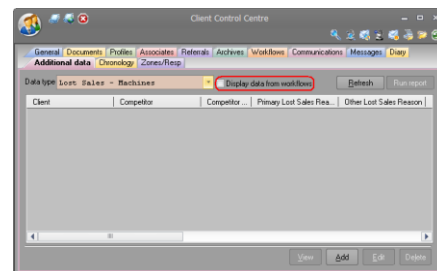 Client Control Centre
General Documents Profiles Associates Referrals Archives Workflows Communications Messages Diary
Additional data Chronology Zones/Resp
Data type Lost Sales - Machines Display data from workflows Refresh Run report
Client Competitor Competitor ... Primary Lost Sales Rea... Other Lost Sales Reason
View Add Edit Delete